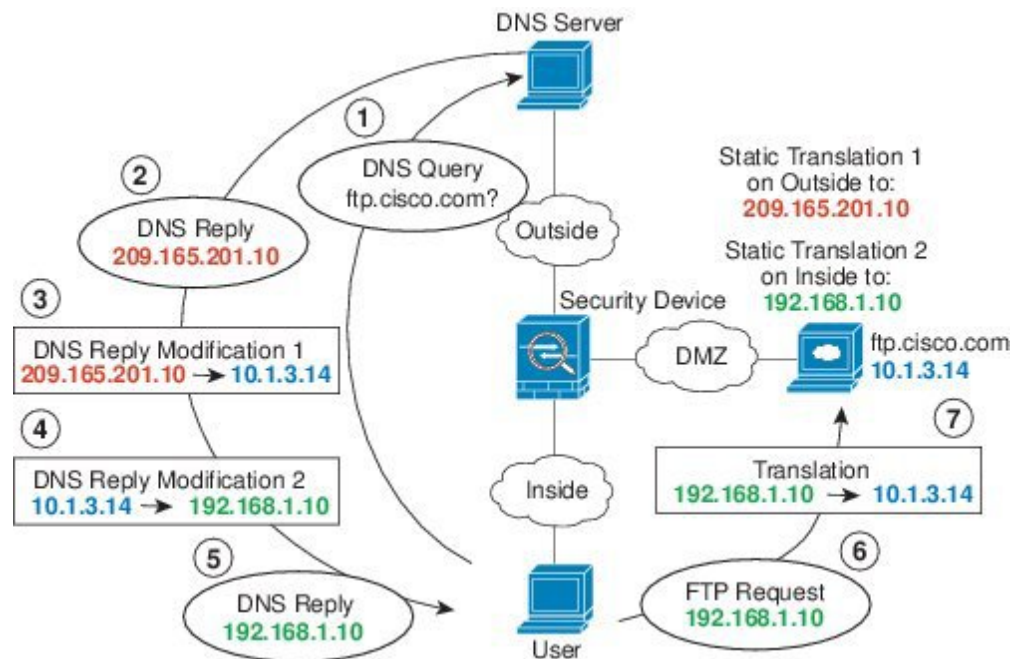 DNS Server
1
DNS Query
ftp.cisco.com?
2
DNS Reply
209.165.201.10
Outside
Static Translation 1
on Outside to:
209.165.201.10
Static Translation 2
on Inside to:
192.168.1.10
3
DNS Reply Modification 1
209.165.201.10 → 10.1.3.14
Security Device
DMZ
ftp.cisco.com
10.1.3.14
4
DNS Reply Modification 2
10.1.3.14 → 192.168.1.10
Inside
7
Translation
192.168.1.10 → 10.1.3.14
5
DNS Reply
192.168.1.10
User
6
FTP Request
192.168.1.10